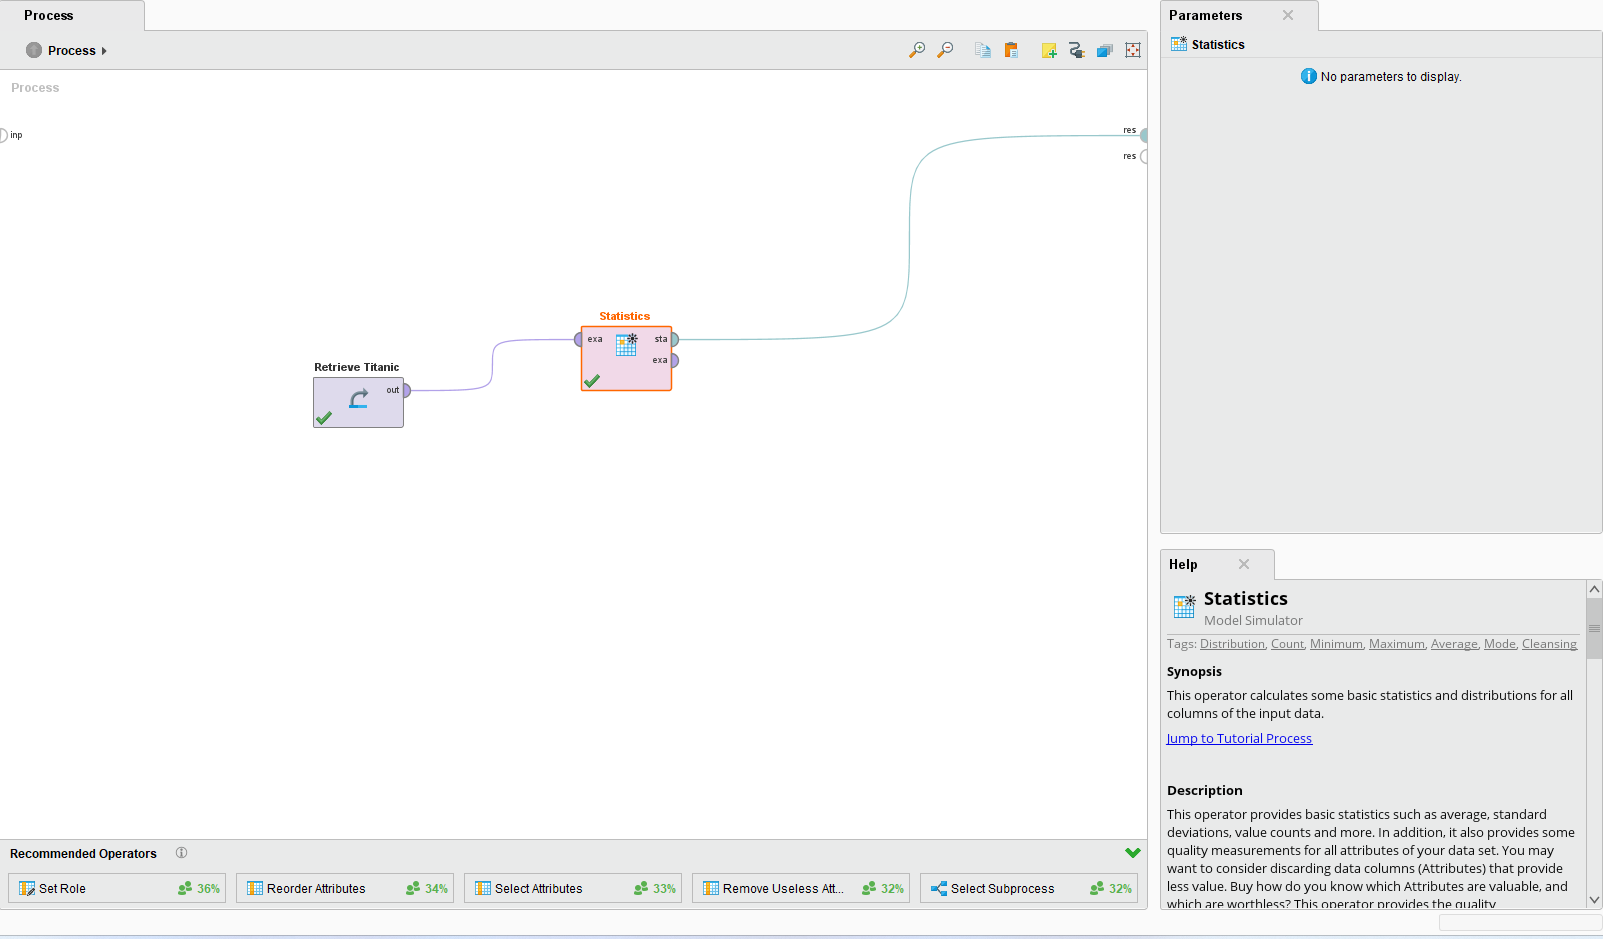 Process
Process
Process
inp
res
res
Statistics
exa
sta
exa
Retrieve Titanic
out
Recommended Operators
Set Role 36%
Reorder Attributes 34%
Select Attributes 33%
Remove Useless Att... 32%
Select Subprocess 32%
Parameters
Statistics
No parameters to display.
Help
Statistics
Model Simulator
Tags: Distribution, Count, Minimum, Maximum, Average, Mode, Cleansing
Synopsis
This operator calculates some basic statistics and distributions for all
columns of the input data.
Jump to Tutorial Process
Description
This operator provides basic statistics such as average, standard
deviations, value counts and more. In addition, it also provides some
quality measurements for all attributes of your data set. You may
want to consider discarding data columns (Attributes) that provide
less value. Buy how do you know which Attributes are valuable, and
which are worthless? This operator provides the quality